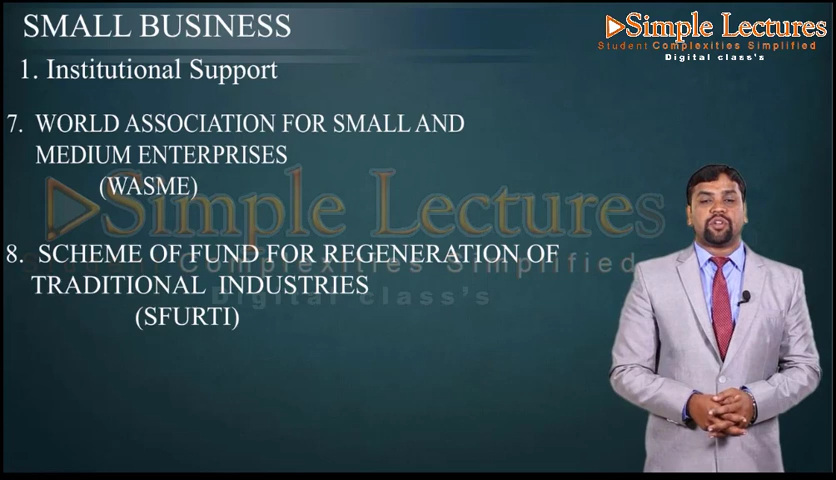 SMALL BUSINESS
Simple Lectures
Student Complexities Simplified
Digital class's
1. Institutional Support
7. WORLD ASSOCIATION FOR SMALL AND
MEDIUM ENTERPRISES
(WASME)
Simple Lectures
8. SCHEME OF FUND FOR REGENERATION OF
Student Complexities Simplified
TRADITIONAL INDUSTRIES
Digital class's
(SFURTI)